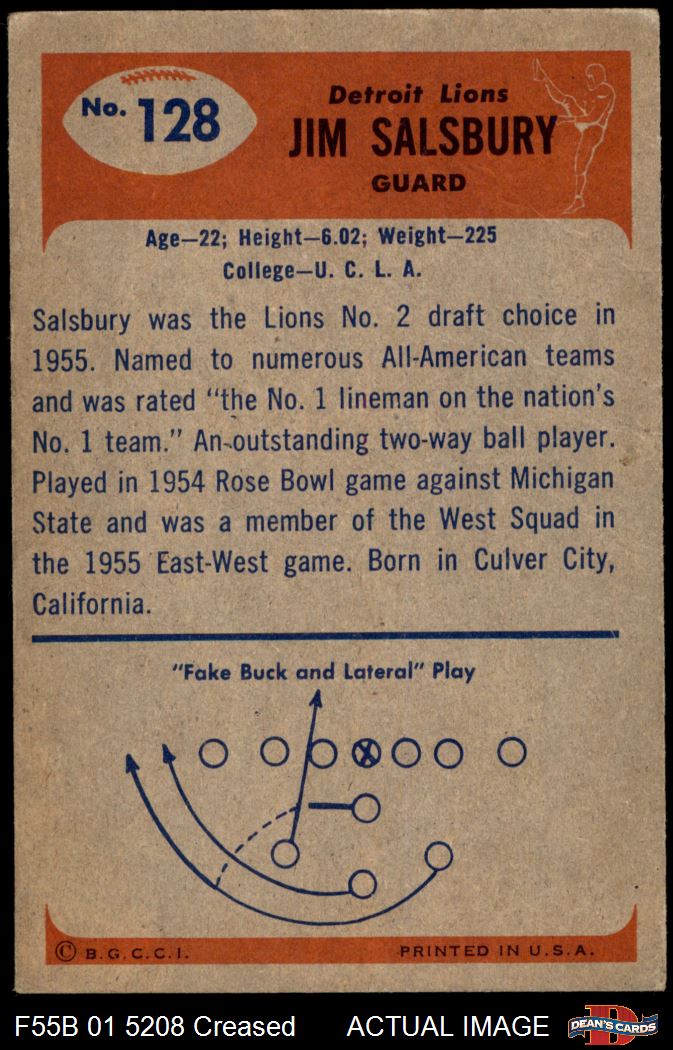 No. 128
Detroit Lions
JIM SALSBURY
GUARD
Age—22; Height—6.02; Weight—225
College—U. C. L. A.
Salsbury was the Lions No. 2 draft choice in
1955. Named to numerous All-American teams
and was rated "the No. 1 lineman on the nation's
No. 1 team." An outstanding two-way ball player.
Played in 1954 Rose Bowl game against Michigan
State and was a member of the West Squad in
the 1955 East-West game. Born in Culver City,
California.
"Fake Buck and Lateral" Play
© B.G.C.C.I. PRINTED IN U.S.A.
F55B 01 5208 Creased ACTUAL IMAGE
D
DEAN'S CARDS